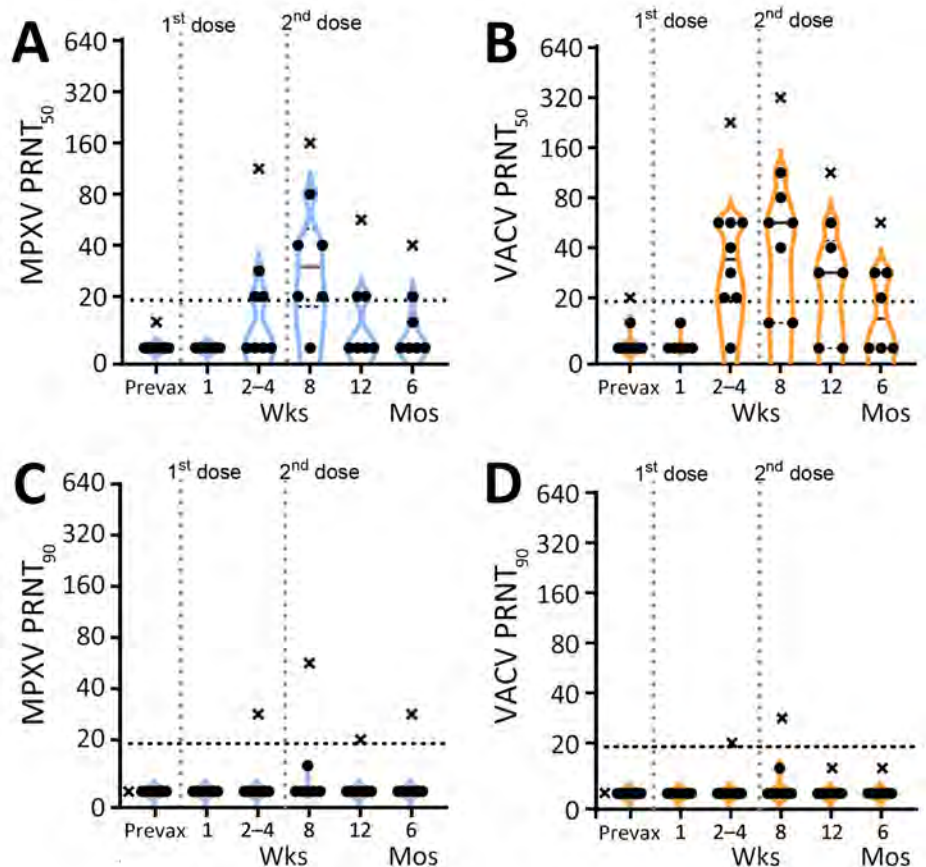 A
1st dose
2nd dose
MPXV PRNT50
640
320
160
80
40
20
0
Prevax
1
2–4
8
12
6
Wks
Mos
B
1st dose
2nd dose
VACV PRNT50
640
320
160
80
40
20
0
Prevax
1
2–4
8
12
6
Wks
Mos
C
1st dose
2nd dose
MPXV PRNT90
640
320
160
80
40
20
0
Prevax
1
2–4
8
12
6
Wks
Mos
D
1st dose
2nd dose
VACV PRNT90
640
320
160
80
40
20
0
Prevax
1
2–4
8
12
6
Wks
Mos